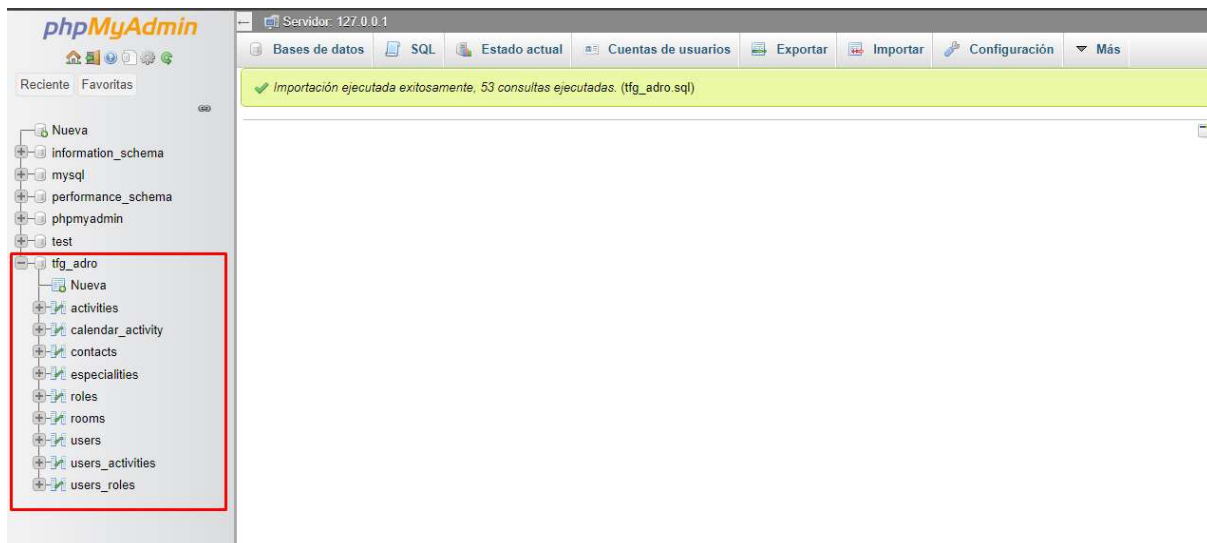 phpMyAdmin
Reciente Favoritas
Nueva
information_schema
mysql
performance_schema
phpmyadmin
test
tfg_adro
Nueva
activities
calendar_activity
contacts
especialities
roles
rooms
users
users_activities
users_roles
Servidor: 127.0.0.1
Bases de datos SQL Estado actual Cuentas de usuarios Exportar Importar Configuración Más
Importación ejecutada exitosamente, 53 consultas ejecutadas. (tfg_adro.sql)